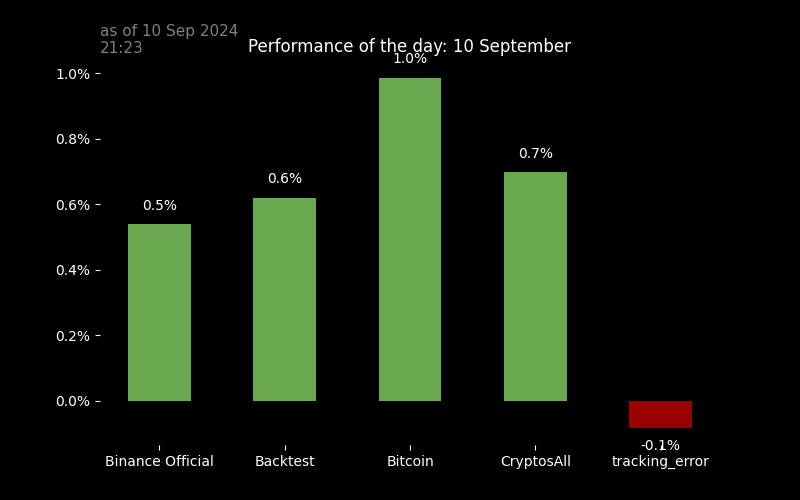 as of 10 Sep 2024
21:23
Performance of the day: 10 September
1.0%
1.0%
0.8%
0.7%
0.6%
0.6%
0.5%
0.4%
0.2%
0.0%
-0.1%
Binance Official
Backtest
Bitcoin
CryptosAll
tracking_error